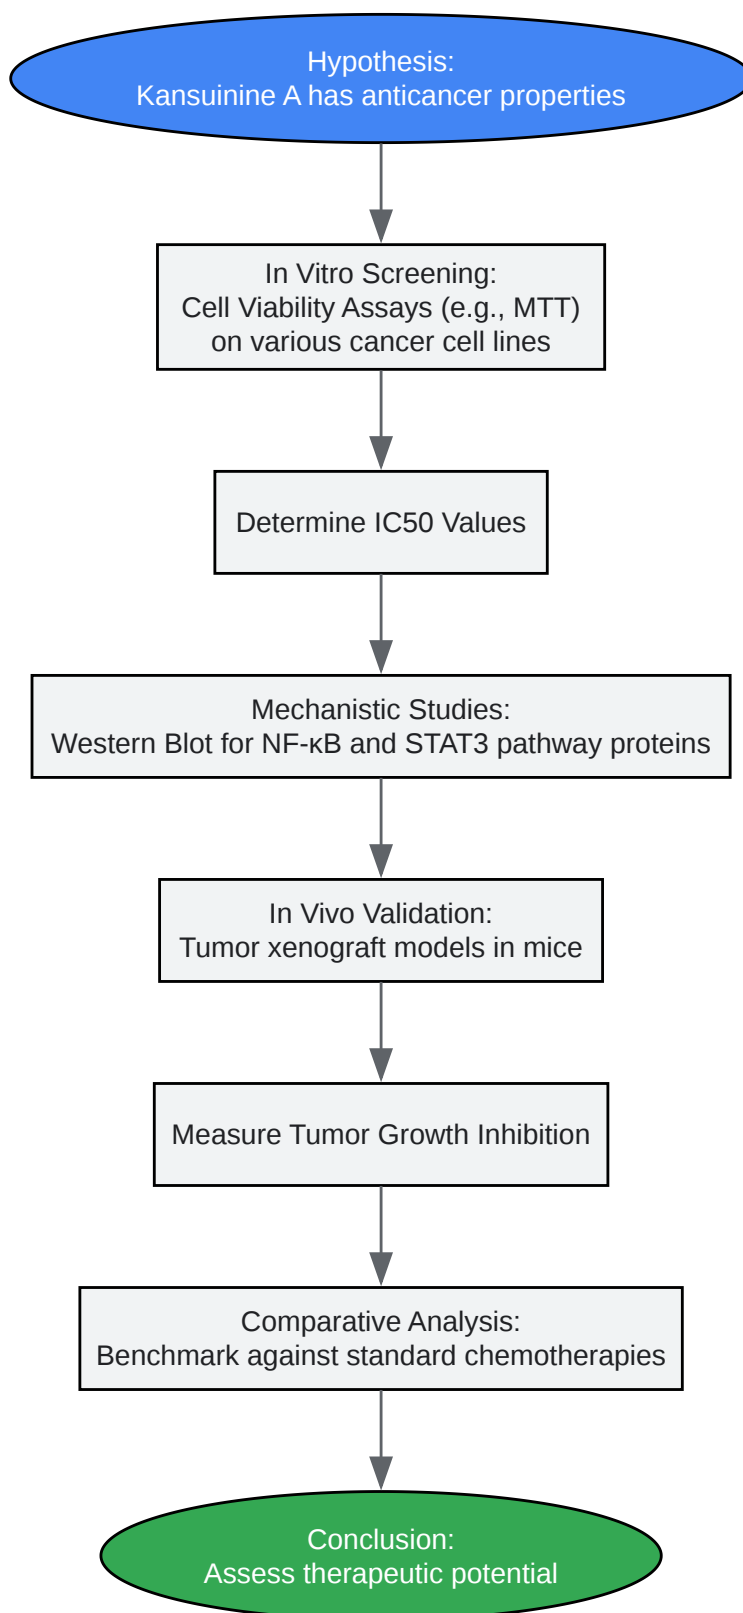 Hypothesis:
Kansuinine A has anticancer properties
In Vitro Screening:
Cell Viability Assays (e.g., MTT)
on various cancer cell lines
Determine IC50 Values
Mechanistic Studies:
Western Blot for NF-κB and STAT3 pathway proteins
In Vivo Validation:
Tumor xenograft models in mice
Measure Tumor Growth Inhibition
Comparative Analysis:
Benchmark against standard chemotherapies
Conclusion:
Assess therapeutic potential